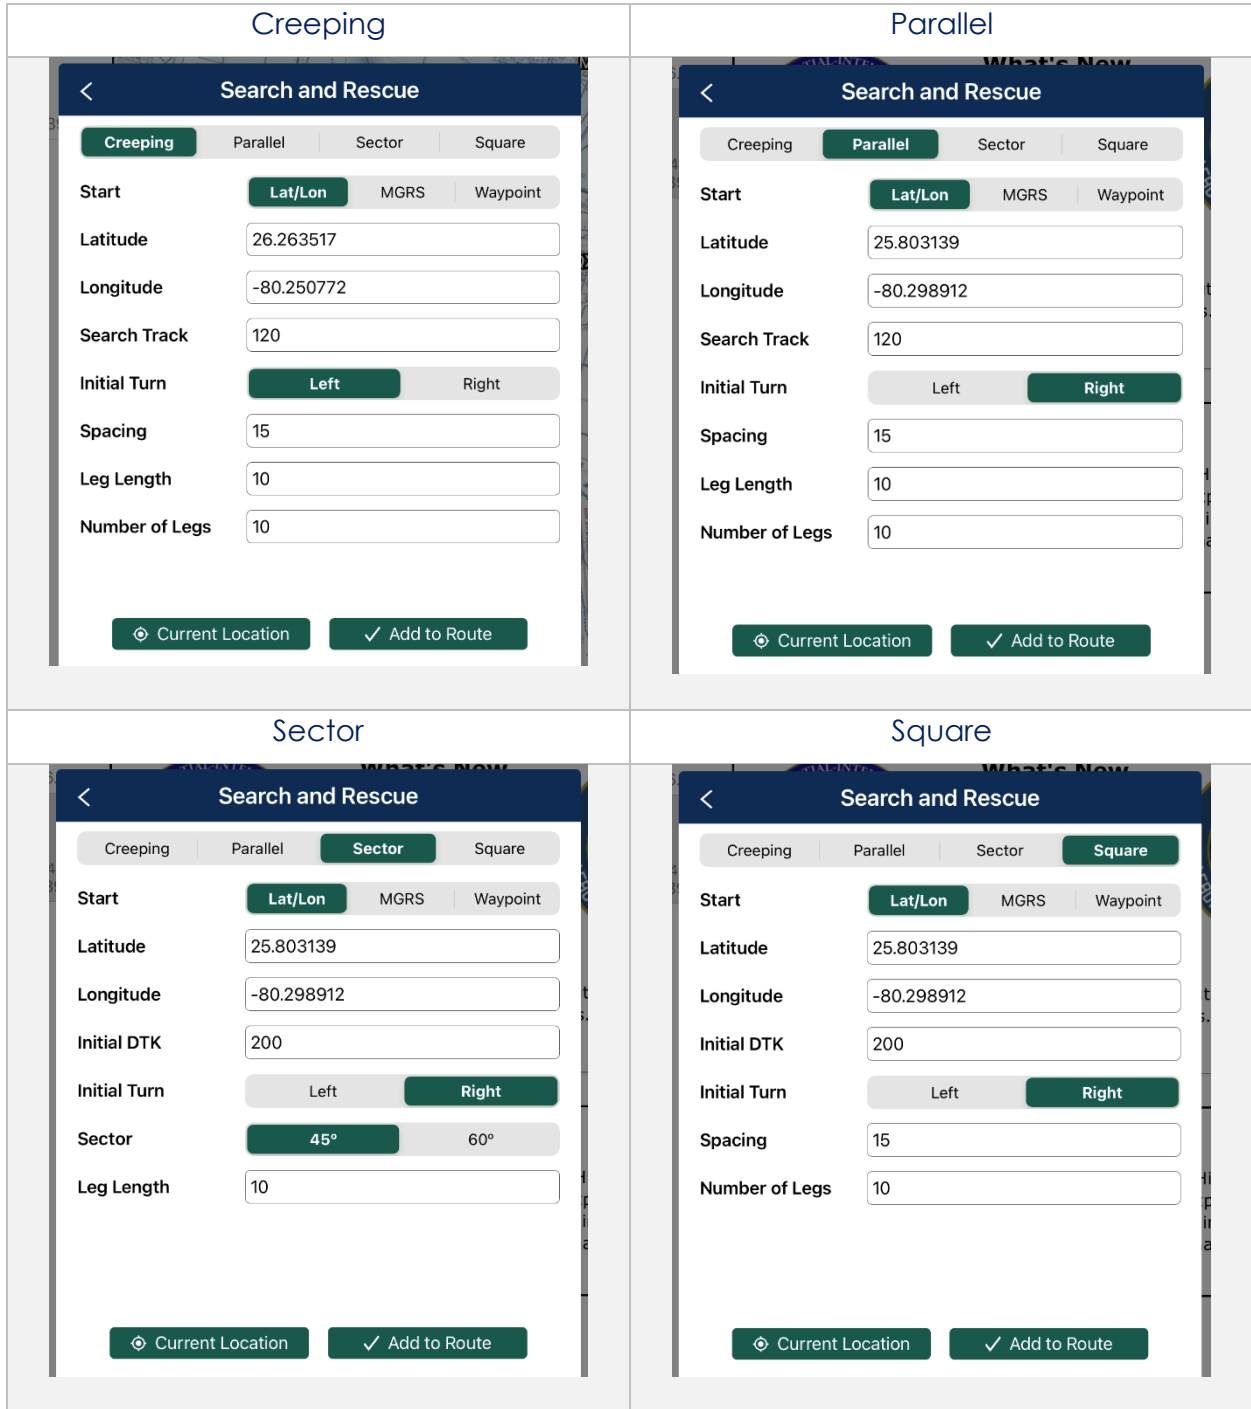 Creeping
Parallel
Search and Rescue
Creeping Parallel Sector Square
Start Lat/Lon MGRS Waypoint
Latitude 26.263517
Longitude -80.250772
Search Track 120
Initial Turn Left Right
Spacing 15
Leg Length 10
Number of Legs 10
Current Location Add to Route
What's New
Search and Rescue
Creeping Parallel Sector Square
Start Lat/Lon MGRS Waypoint
Latitude 25.803139
Longitude -80.298912
Search Track 120
Initial Turn Left Right
Spacing 15
Leg Length 10
Number of Legs 10
Current Location Add to Route
Sector
Square
What's New
Search and Rescue
Creeping Parallel Sector Square
Start Lat/Lon MGRS Waypoint
Latitude 25.803139
Longitude -80.298912
Initial DTK 200
Initial Turn Left Right
Sector 45° 60°
Leg Length 10
Current Location Add to Route
What's New
Search and Rescue
Creeping Parallel Sector Square
Start Lat/Lon MGRS Waypoint
Latitude 25.803139
Longitude -80.298912
Initial DTK 200
Initial Turn Left Right
Spacing 15
Number of Legs 10
Current Location Add to Route